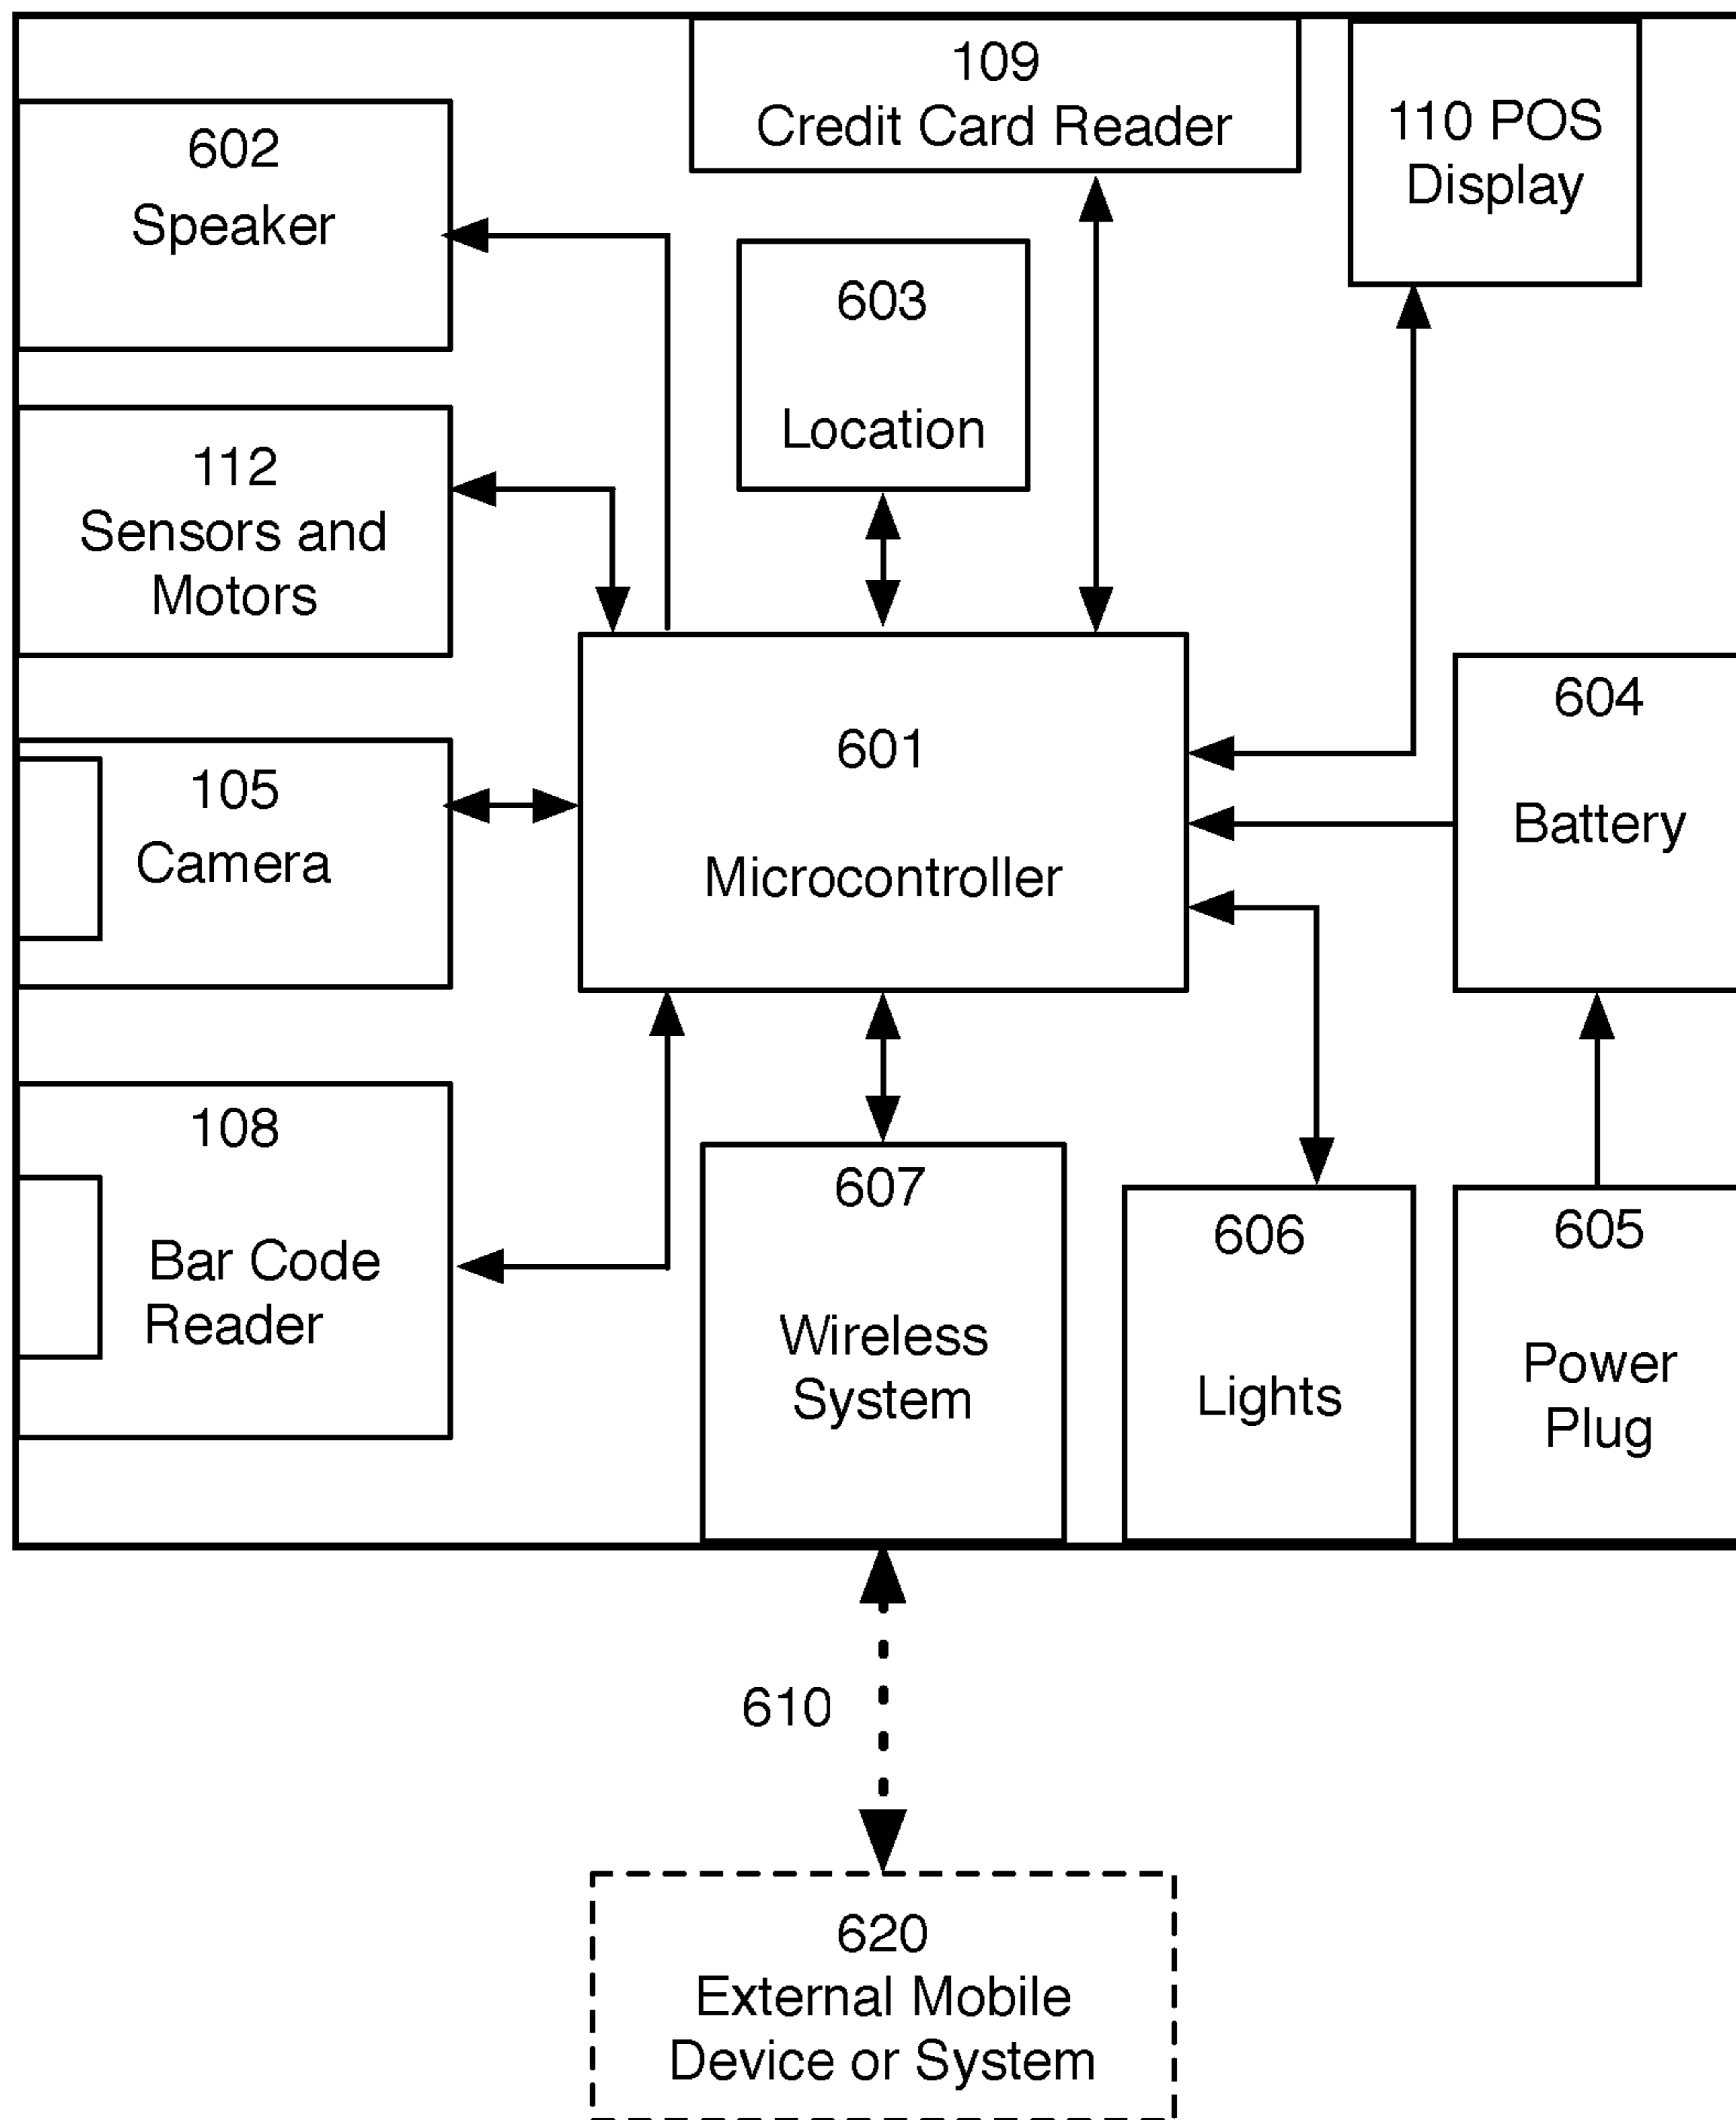 109
Credit Card Reader
110 POS
Display
602
Speaker
603
Location
112
Sensors and
Motors
601
Microcontroller
604
Battery
105
Camera
108
Bar Code
Reader
607
Wireless
System
606
Lights
605
Power
Plug
610
620
External Mobile
Device or System